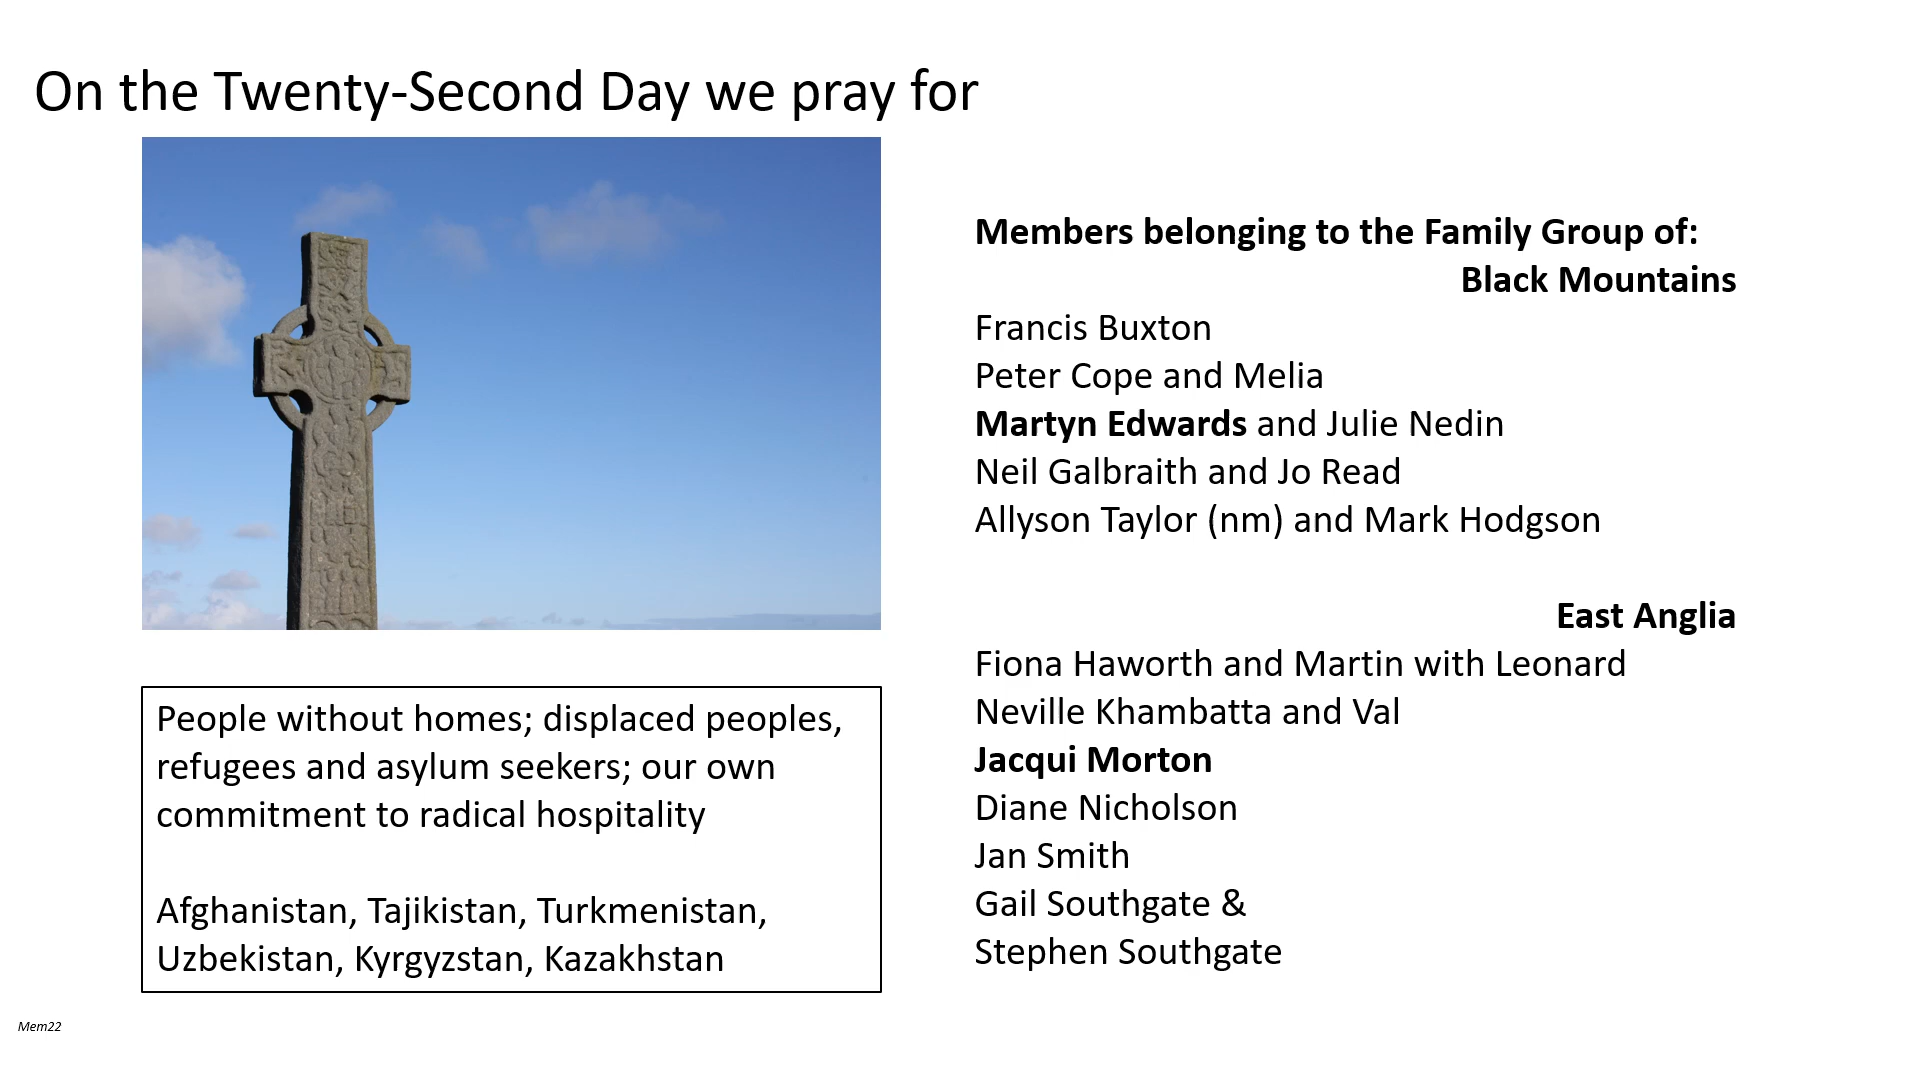 On the Twenty-Second Day we pray for
People without homes; displaced peoples,
refugees and asylum seekers; our own
commitment to radical hospitality
Afghanistan, Tajikistan, Turkmenistan,
Uzbekistan, Kyrgyzstan, Kazakhstan
Members belonging to the Family Group of:
Black Mountains
Francis Buxton
Peter Cope and Melia
Martyn Edwards and Julie Nedin
Neil Galbraith and Jo Read
Allyson Taylor (nm) and Mark Hodgson
East Anglia
Fiona Haworth and Martin with Leonard
Neville Khambatta and Val
Jacqui Morton
Diane Nicholson
Jan Smith
Gail Southgate &
Stephen Southgate
Mem22